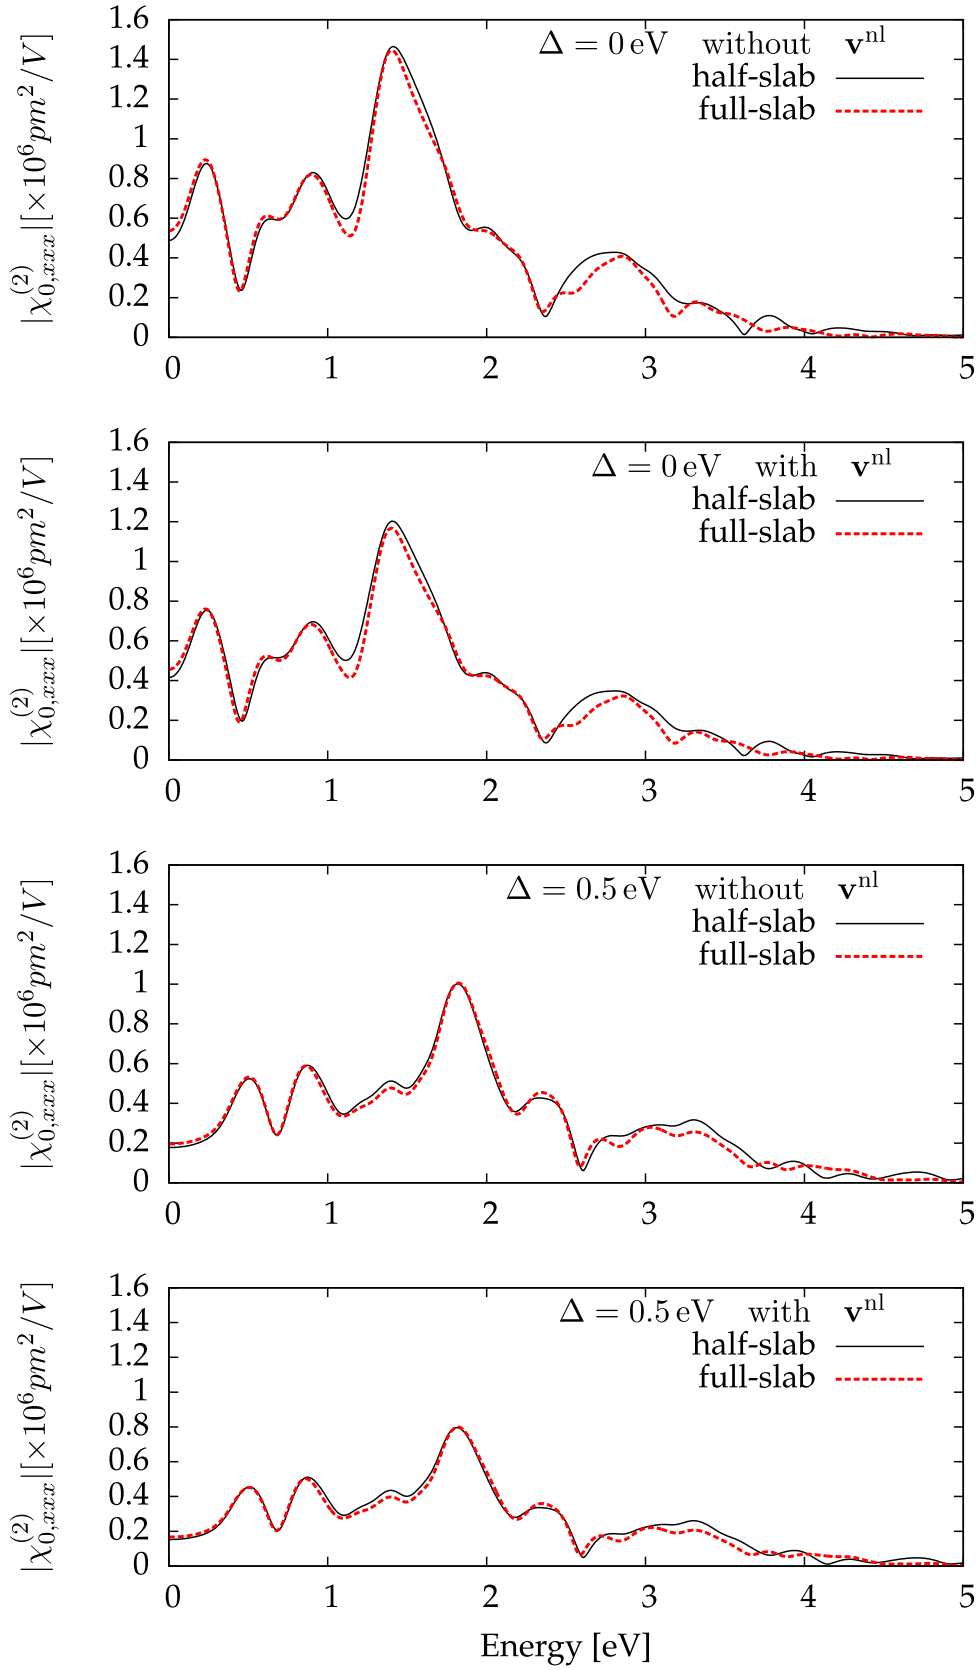 |χ^(2)_0,xxx|[×10^6 pm^2/V]
1.6
1.4
1.2
1
0.8
0.6
0.4
0.2
0
Δ = 0 eV without v^nl
half-slab
full-slab
0 1 2 3 4 5
|χ^(2)_0,xxx|[×10^6 pm^2/V]
1.6
1.4
1.2
1
0.8
0.6
0.4
0.2
0
Δ = 0 eV with v^nl
half-slab
full-slab
0 1 2 3 4 5
|χ^(2)_0,xxx|[×10^6 pm^2/V]
1.6
1.4
1.2
1
0.8
0.6
0.4
0.2
0
Δ = 0.5 eV without v^nl
half-slab
full-slab
0 1 2 3 4 5
|χ^(2)_0,xxx|[×10^6 pm^2/V]
1.6
1.4
1.2
1
0.8
0.6
0.4
0.2
0
Δ = 0.5 eV with v^nl
half-slab
full-slab
0 1 2 3 4 5
Energy [eV]